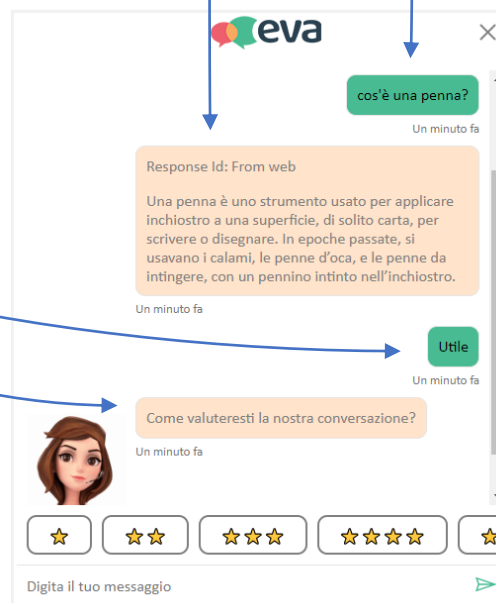 eva
cos'è una penna?
Un minuto fa
Response Id: From web
Una penna è uno strumento usato per applicare
inchiostro a una superficie, di solito carta, per
scrivere o disegnare. In epoche passate, si
usavano i calami, le penne d’oca, e le penne da
intingere, con un pennino intinto nell’inchiostro.
Un minuto fa
Utile
Un minuto fa
Come valuteresti la nostra conversazione?
Un minuto fa
Digita il tuo messaggio